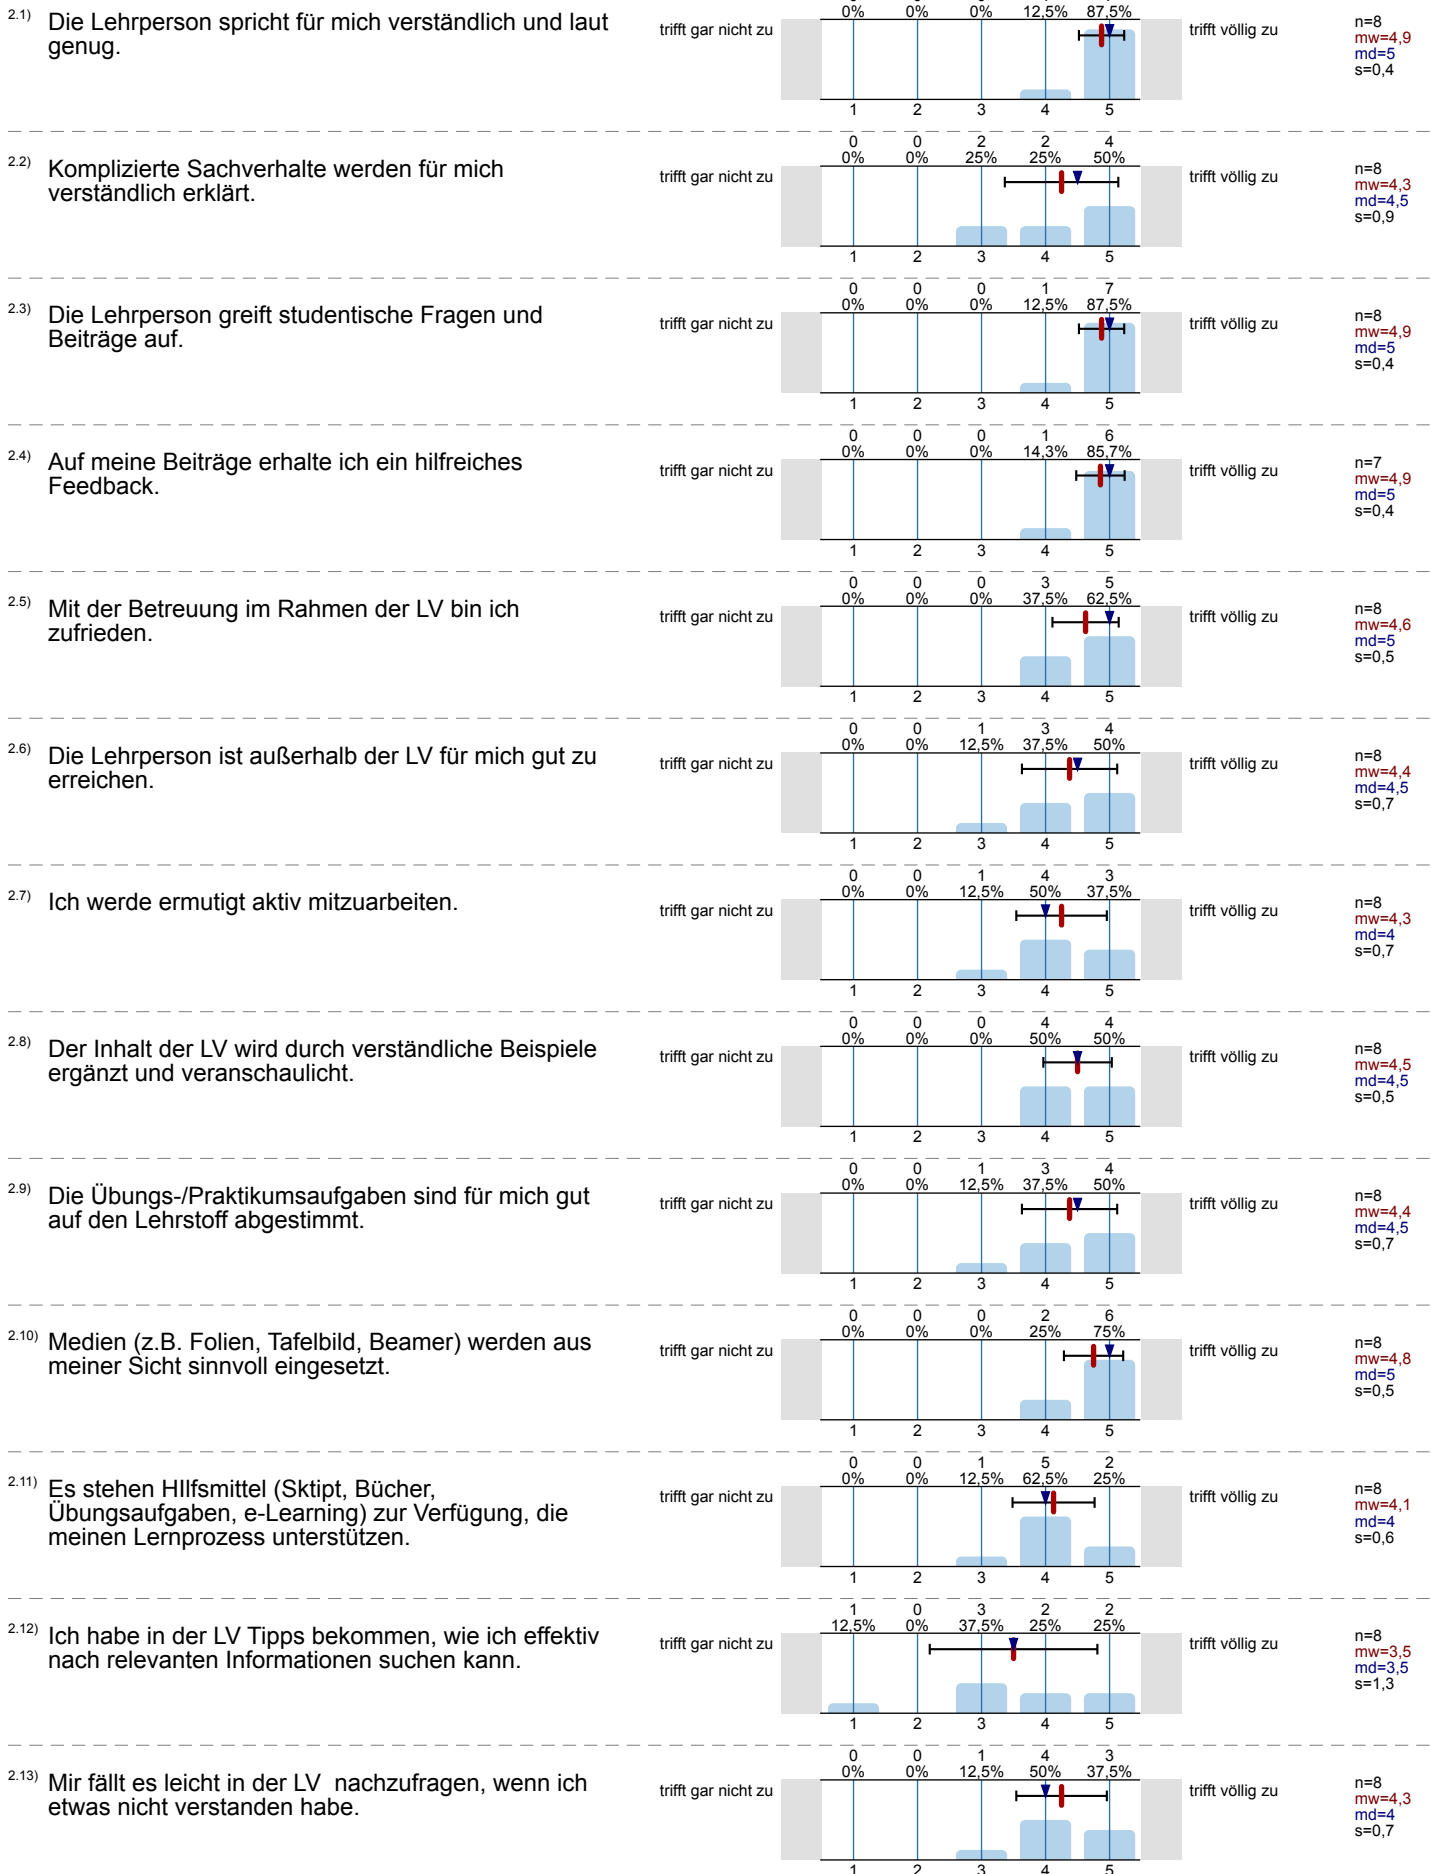 0% 0% 0% 12,5% 87,5%
2.1) Die Lehrperson spricht für mich verständlich und laut
genug.
trifft gar nicht zu
trifft völlig zu
n=8
mw=4,9
md=5
s=0,4
1 2 3 4 5
0 0 2 2 4
0% 0% 25% 25% 50%
2.2) Komplizierte Sachverhalte werden für mich
verständlich erklärt.
trifft gar nicht zu
trifft völlig zu
n=8
mw=4,3
md=4,5
s=0,9
1 2 3 4 5
0 0 0 1 7
0% 0% 0% 12,5% 87,5%
2.3) Die Lehrperson greift studentische Fragen und
Beiträge auf.
trifft gar nicht zu
trifft völlig zu
n=8
mw=4,9
md=5
s=0,4
1 2 3 4 5
0 0 0 1 6
0% 0% 0% 14,3% 85,7%
2.4) Auf meine Beiträge erhalte ich ein hilfreiches
Feedback.
trifft gar nicht zu
trifft völlig zu
n=7
mw=4,9
md=5
s=0,4
1 2 3 4 5
0 0 0 3 5
0% 0% 0% 37,5% 62,5%
2.5) Mit der Betreuung im Rahmen der LV bin ich
zufrieden.
trifft gar nicht zu
trifft völlig zu
n=8
mw=4,6
md=5
s=0,5
1 2 3 4 5
0 0 1 3 4
0% 0% 12,5% 37,5% 50%
2.6) Die Lehrperson ist außerhalb der LV für mich gut zu
erreichen.
trifft gar nicht zu
trifft völlig zu
n=8
mw=4,4
md=4,5
s=0,7
1 2 3 4 5
0 0 1 4 3
0% 0% 12,5% 50% 37,5%
2.7) Ich werde ermutigt aktiv mitzuarbeiten.
trifft gar nicht zu
trifft völlig zu
n=8
mw=4,3
md=4
s=0,7
1 2 3 4 5
0 0 0 4 4
0% 0% 0% 50% 50%
2.8) Der Inhalt der LV wird durch verständliche Beispiele
ergänzt und veranschaulicht.
trifft gar nicht zu
trifft völlig zu
n=8
mw=4,5
md=4,5
s=0,5
1 2 3 4 5
0 0 1 3 4
0% 0% 12,5% 37,5% 50%
2.9) Die Übungs-/Praktikumsaufgaben sind für mich gut
auf den Lehrstoff abgestimmt.
trifft gar nicht zu
trifft völlig zu
n=8
mw=4,4
md=4,5
s=0,7
1 2 3 4 5
0 0 0 2 6
0% 0% 0% 25% 75%
2.10) Medien (z.B. Folien, Tafelbild, Beamer) werden aus
meiner Sicht sinnvoll eingesetzt.
trifft gar nicht zu
trifft völlig zu
n=8
mw=4,8
md=5
s=0,5
1 2 3 4 5
0 0 1 5 2
0% 0% 12,5% 62,5% 25%
2.11) Es stehen HIlfsmittel (Sktipt, Bücher,
Übungsaufgaben, e-Learning) zur Verfügung, die
meinen Lernprozess unterstützen.
trifft gar nicht zu
trifft völlig zu
n=8
mw=4,1
md=4
s=0,6
1 2 3 4 5
1 0 3 2 2
12,5% 0% 37,5% 25% 25%
2.12) Ich habe in der LV Tipps bekommen, wie ich effektiv
nach relevanten Informationen suchen kann.
trifft gar nicht zu
trifft völlig zu
n=8
mw=3,5
md=3,5
s=1,3
1 2 3 4 5
0 0 1 4 3
0% 0% 12,5% 50% 37,5%
2.13) Mir fällt es leicht in der LV nachzufragen, wenn ich
etwas nicht verstanden habe.
trifft gar nicht zu
trifft völlig zu
n=8
mw=4,3
md=4
s=0,7
1 2 3 4 5